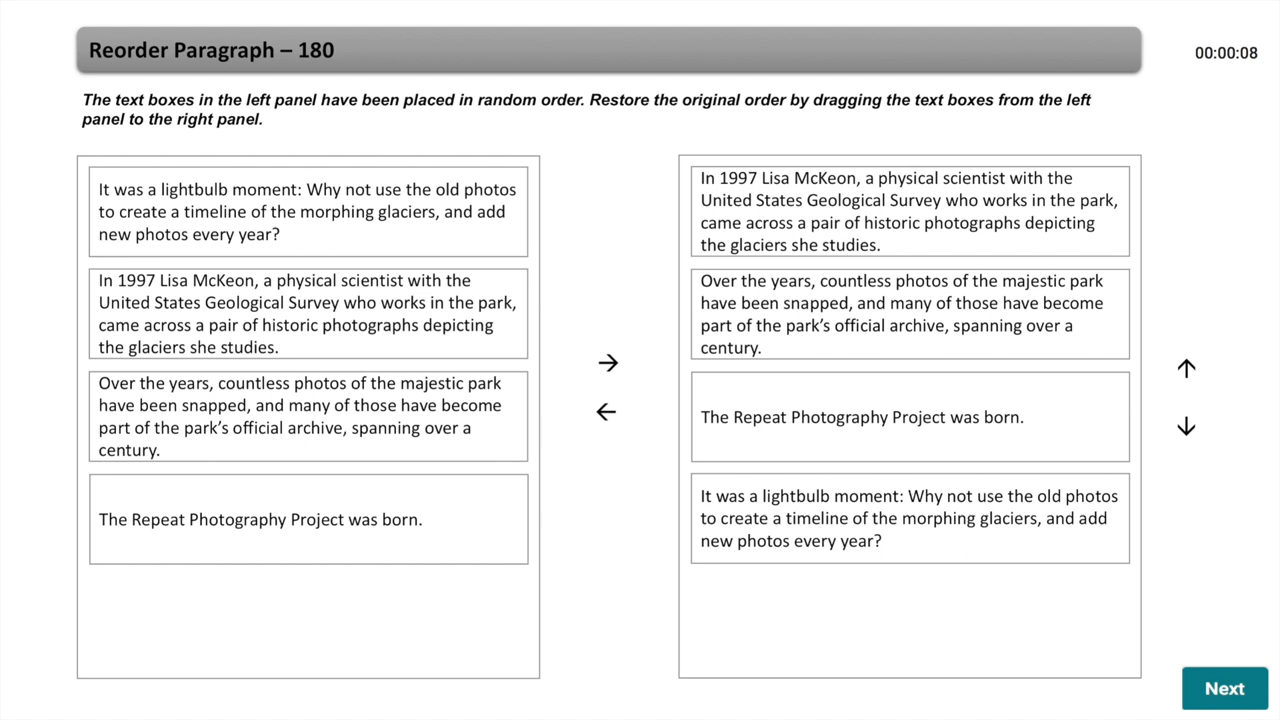 Reorder Paragraph – 180
00:00:08
The text boxes in the left panel have been placed in random order. Restore the original order by dragging the text boxes from the left
panel to the right panel.
It was a lightbulb moment: Why not use the old photos
to create a timeline of the morphing glaciers, and add
new photos every year?
In 1997 Lisa McKeon, a physical scientist with the
United States Geological Survey who works in the park,
came across a pair of historic photographs depicting
the glaciers she studies.
Over the years, countless photos of the majestic park
have been snapped, and many of those have become
part of the park’s official archive, spanning over a
century.
The Repeat Photography Project was born.
→
←
In 1997 Lisa McKeon, a physical scientist with the
United States Geological Survey who works in the park,
came across a pair of historic photographs depicting
the glaciers she studies.
Over the years, countless photos of the majestic park
have been snapped, and many of those have become
part of the park’s official archive, spanning over a
century.
The Repeat Photography Project was born.
It was a lightbulb moment: Why not use the old photos
to create a timeline of the morphing glaciers, and add
new photos every year?
↑
↓
Next